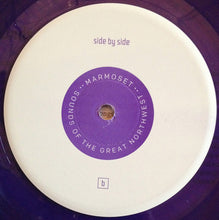 side by side
·· MARMOSET ··
SOUNDS OF THE GREAT NORTHWEST
b